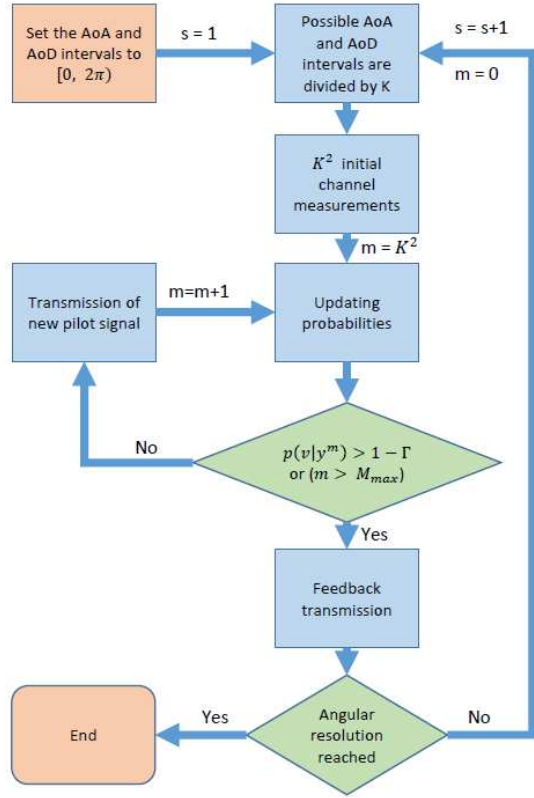 Set the AoA and
AoD intervals to
[0, 2π)
s = 1
Possible AoA
and AoD
intervals are
divided by K
s = s+1
m = 0
K² initial
channel
measurements
m = K²
Transmission of
new pilot signal
m=m+1
Updating
probabilities
No
p(v|yᵐ) > 1 − Γ
or (m > Mₘₐₓ)
Yes
Feedback
transmission
End
Yes
Angular
resolution
reached
No